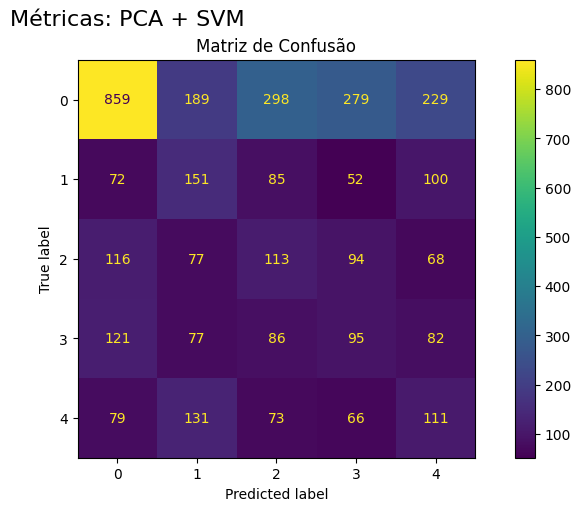 Métricas: PCA + SVM
Matriz de Confusão
0 859 189 298 279 229
1 72 151 85 52 100
2 116 77 113 94 68
3 121 77 86 95 82
4 79 131 73 66 111
0 1 2 3 4
True label
Predicted label
800
700
600
500
400
300
200
100